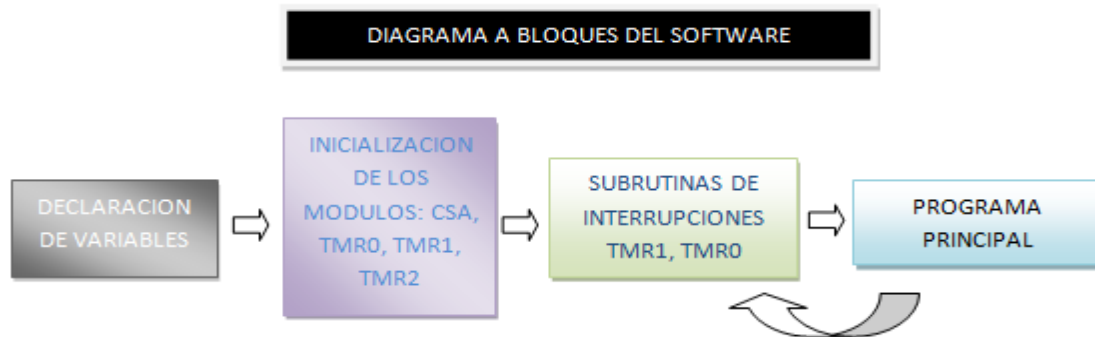 DIAGRAMA A BLOQUES DEL SOFTWARE
DECLARACION
DE VARIABLES
INICIALIZACION
DE LOS
MODULOS: CSA,
TMR0, TMR1,
TMR2
SUBRUTINAS DE
INTERRUPCIONES
TMR1, TMR0
PROGRAMA
PRINCIPAL